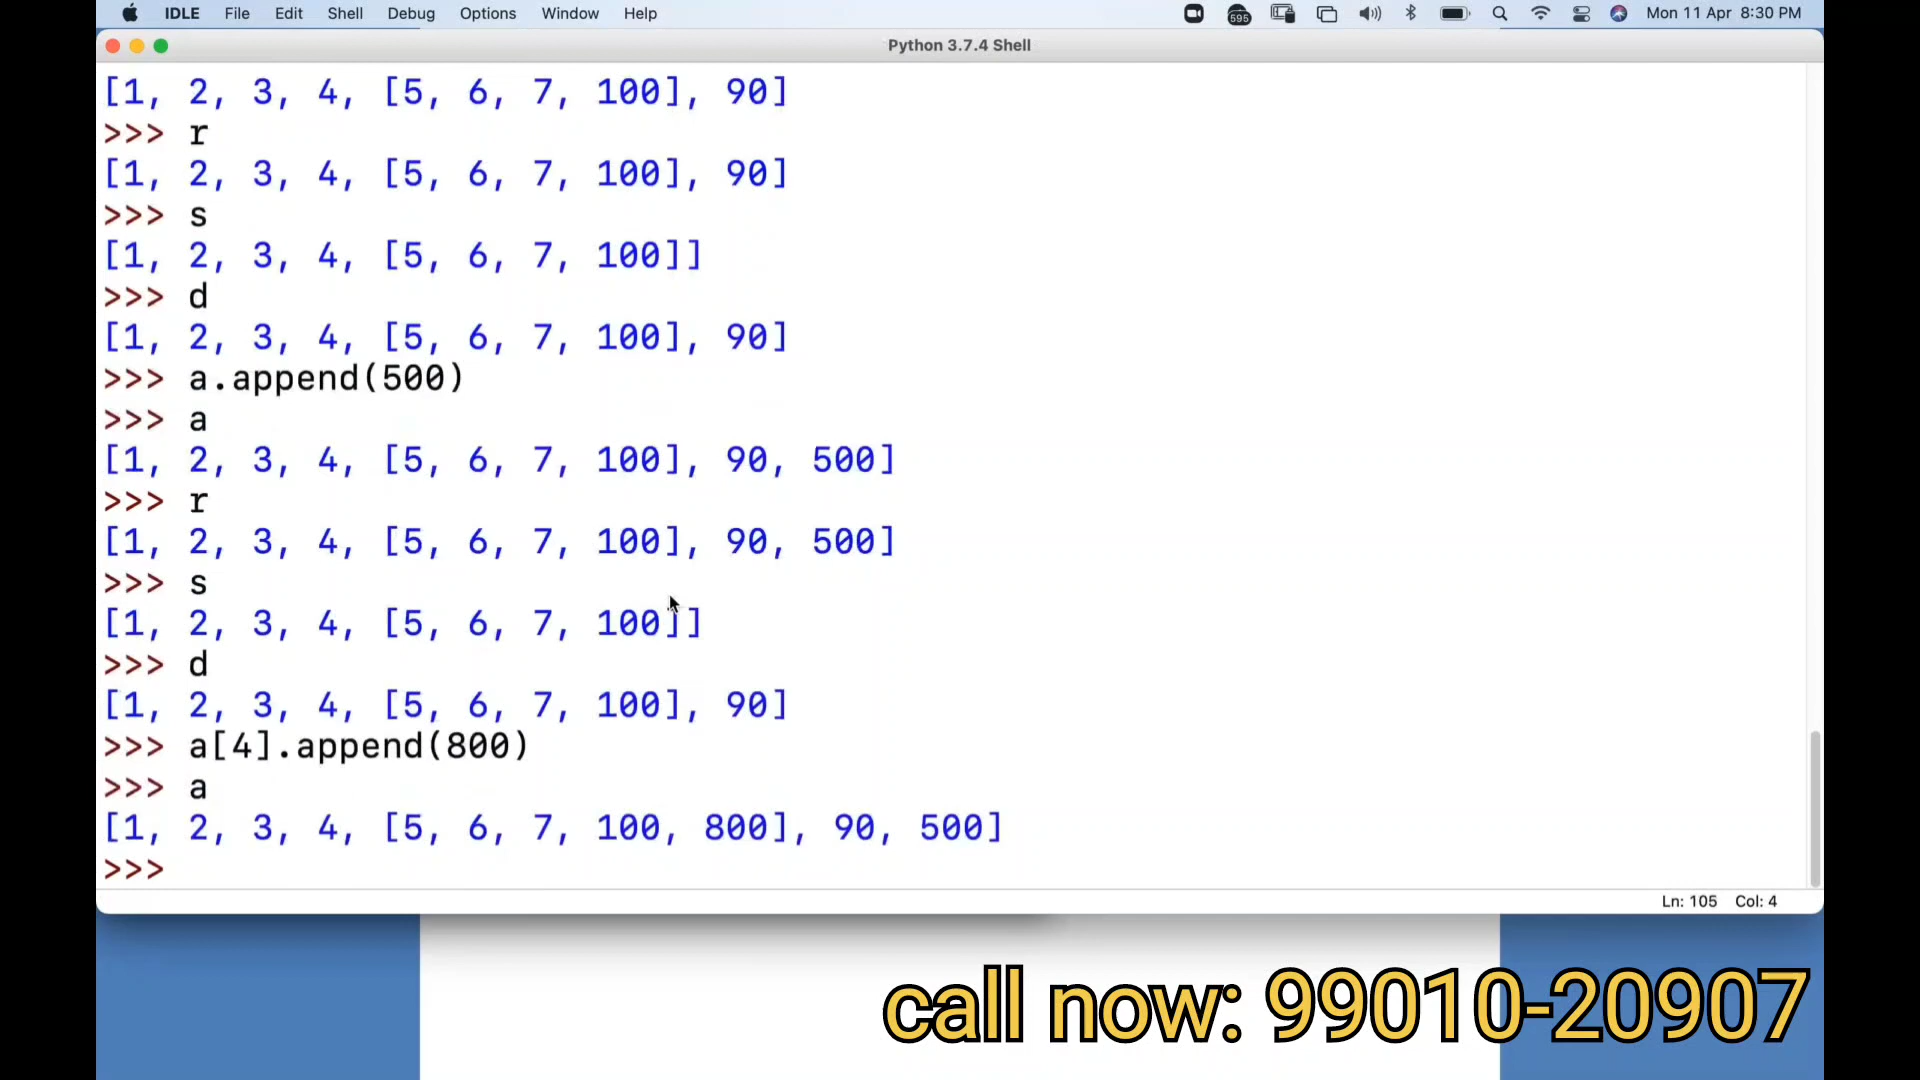 IDLE File Edit Shell Debug Options Window Help 595 Mon 11 Apr 8:30 PM
Python 3.7.4 Shell
[1, 2, 3, 4, [5, 6, 7, 100], 90]
>>> r
[1, 2, 3, 4, [5, 6, 7, 100], 90]
>>> s
[1, 2, 3, 4, [5, 6, 7, 100]]
>>> d
[1, 2, 3, 4, [5, 6, 7, 100], 90]
>>> a.append(500)
>>> a
[1, 2, 3, 4, [5, 6, 7, 100], 90, 500]
>>> r
[1, 2, 3, 4, [5, 6, 7, 100], 90, 500]
>>> s
[1, 2, 3, 4, [5, 6, 7, 100]]
>>> d
[1, 2, 3, 4, [5, 6, 7, 100], 90]
>>> a[4].append(800)
>>> a
[1, 2, 3, 4, [5, 6, 7, 100, 800], 90, 500]
>>>
Ln: 105 Col: 4
call now: 99010-20907